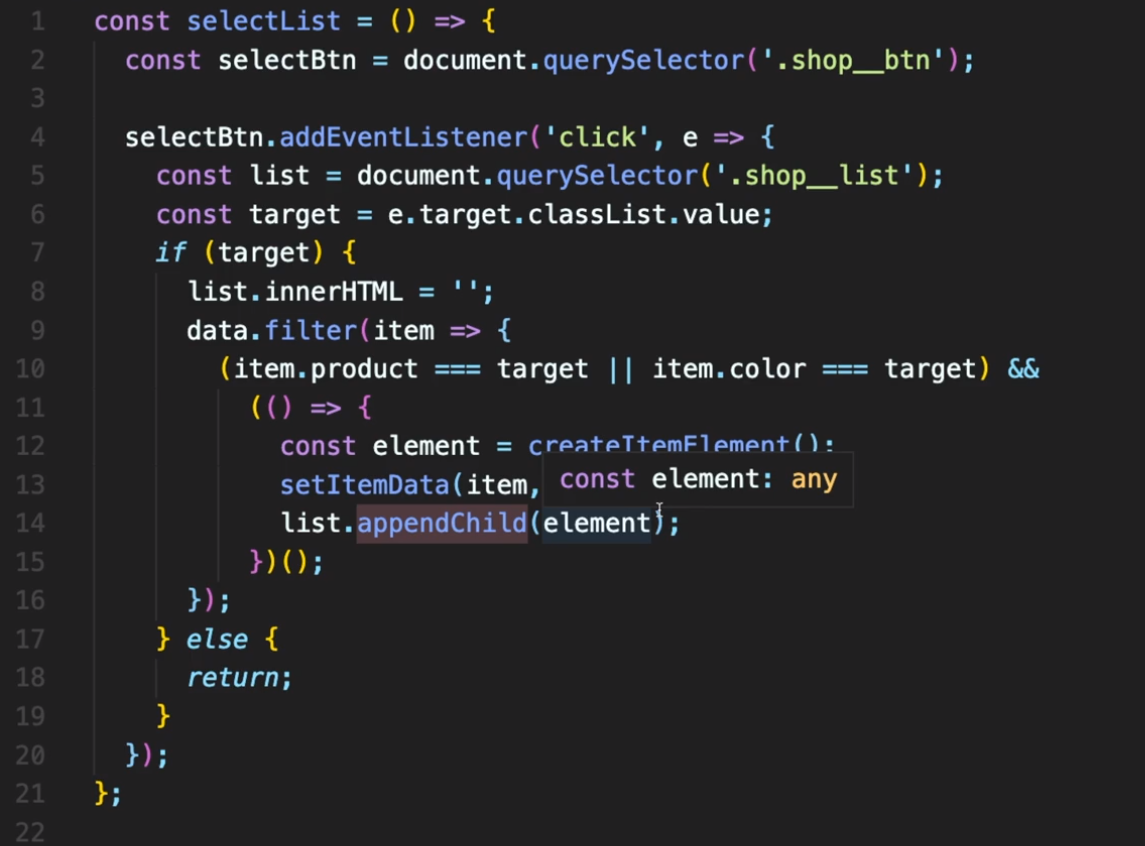 1 const selectList = () => {
2 const selectBtn = document.querySelector('.shop__btn');
3
4 selectBtn.addEventListener('click', e => {
5 const list = document.querySelector('.shop__list');
6 const target = e.target.classList.value;
7 if (target) {
8 list.innerHTML = '';
9 data.filter(item => {
10 (item.product === target || item.color === target) &&
11 (() => {
12 const element = createItemElement();
13 setItemData(item,
const element: any
14 list.appendChild(element);
15 })();
16 });
17 } else {
18 return;
19 }
20 });
21 };
22